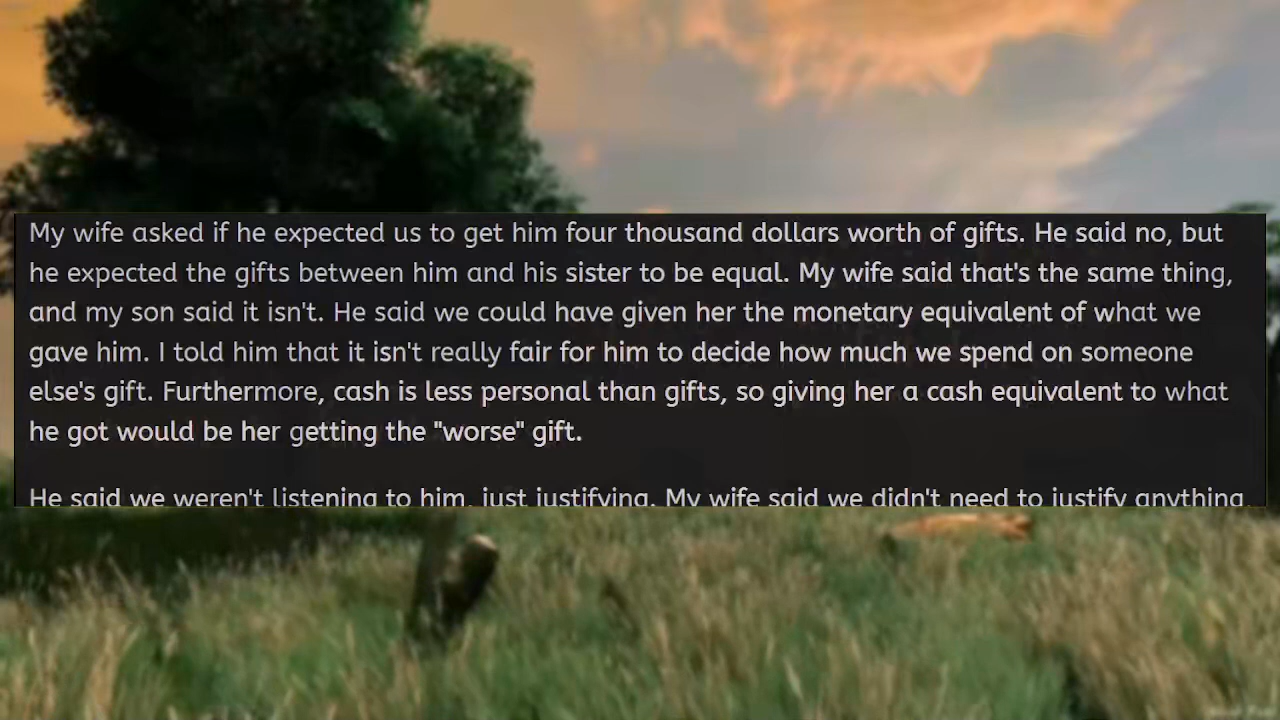 My wife asked if he expected us to get him four thousand dollars worth of gifts. He said no, but
he expected the gifts between him and his sister to be equal. My wife said that's the same thing,
and my son said it isn't. He said we could have given her the monetary equivalent of what we
gave him. I told him that it isn't really fair for him to decide how much we spend on someone
else's gift. Furthermore, cash is less personal than gifts, so giving her a cash equivalent to what
he got would be her getting the "worse" gift.
He said we weren't listening to him, just justifying. My wife said we didn't need to justify anything